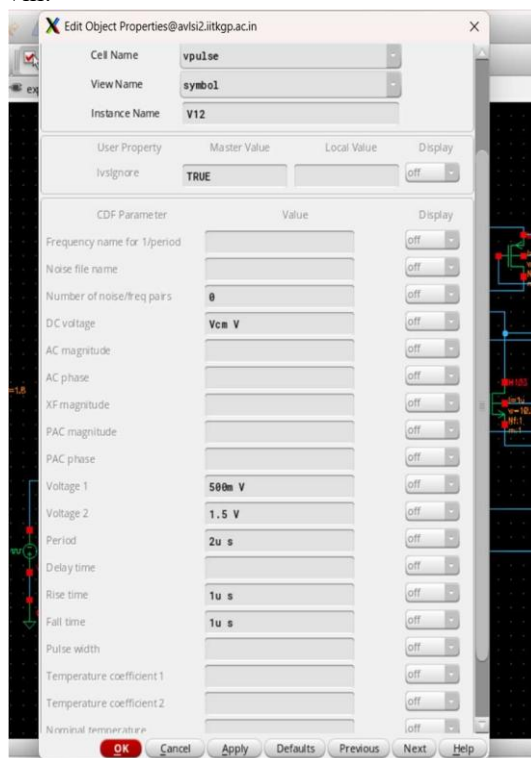 Edit Object Properties@avlsi2.iitkgp.ac.in
Cell Name vpulse
View Name symbol
Instance Name V12
User Property Master Value Local Value Display
lvsIgnore TRUE off
CDF Parameter Value Display
Frequency name for 1/period off
Noise file name off
Number of noise/freq pairs 0 off
DC voltage Vcm V off
AC magnitude off
AC phase off
XF magnitude off
PAC magnitude off
PAC phase off
Voltage 1 500m V off
Voltage 2 1.5 V off
Period 2u s off
Delay time off
Rise time 1u s off
Fall time 1u s off
Pulse width off
Temperature coefficient 1 off
Temperature coefficient 2 off
Nominal temperature off
OK Cancel Apply Defaults Previous Next Help